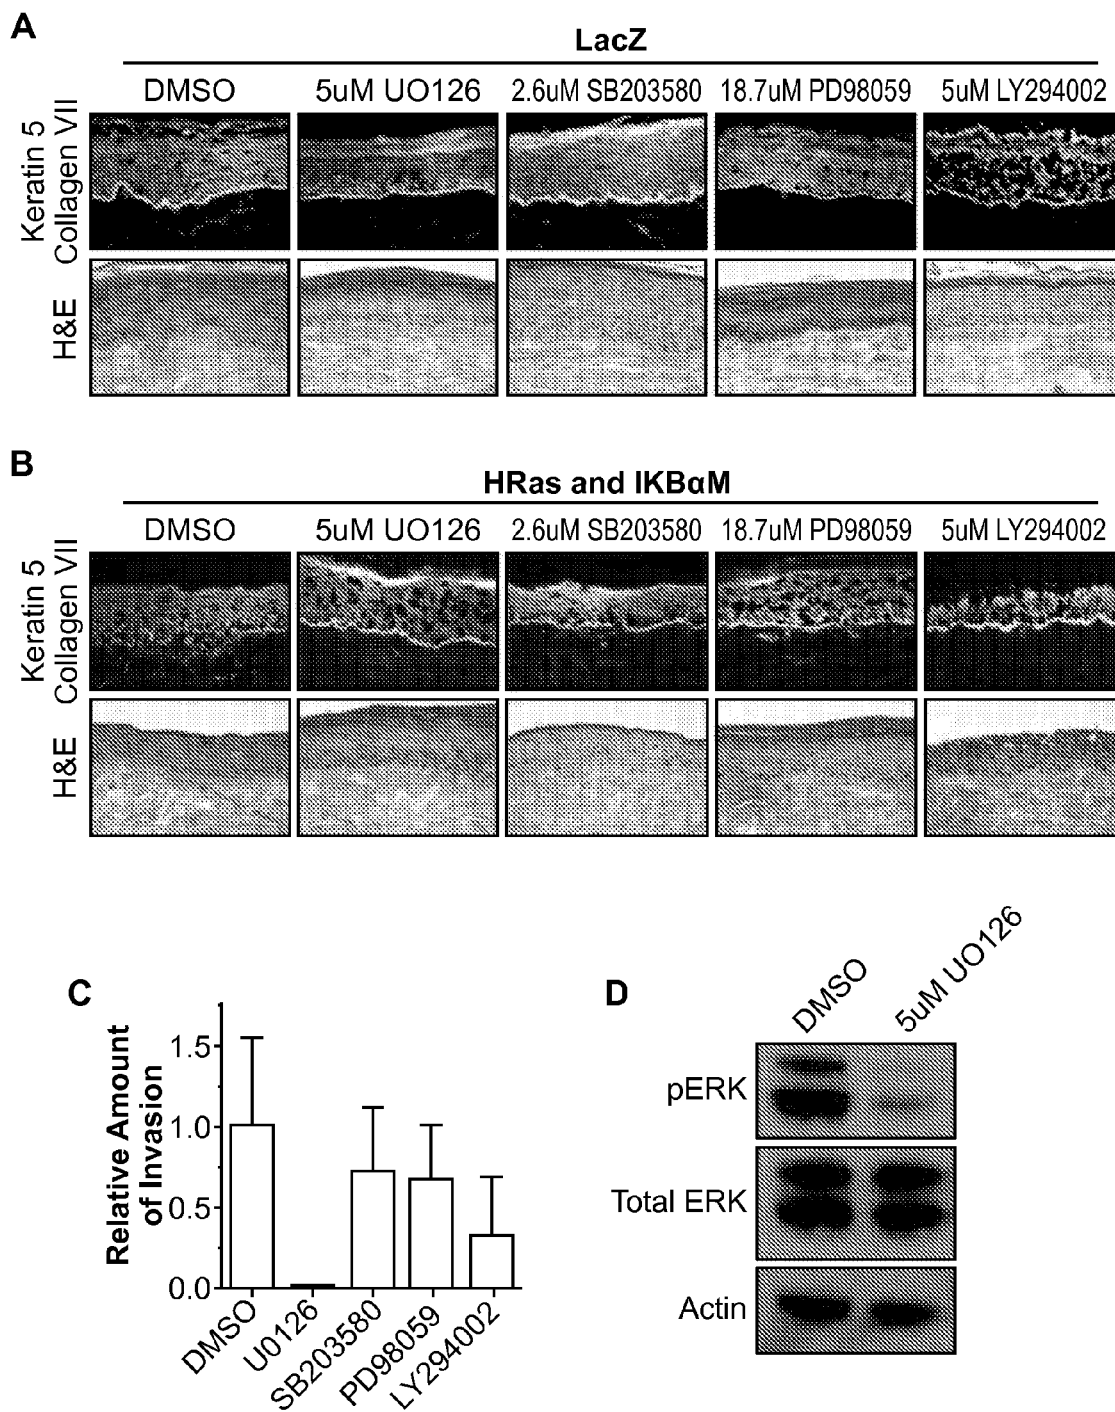 A
LacZ
DMSO
5uM UO126
2.6uM SB203580
18.7uM PD98059
5uM LY294002
Keratin 5
Collagen VII
H&E
B
HRas and IKBαM
DMSO
5uM UO126
2.6uM SB203580
18.7uM PD98059
5uM LY294002
Keratin 5
Collagen VII
H&E
C
Relative Amount
of Invasion
1.5
1.0
0.5
0.0
DMSO
U0126
SB203580
PD98059
LY294002
D
DMSO
5uM UO126
pERK
Total ERK
Actin